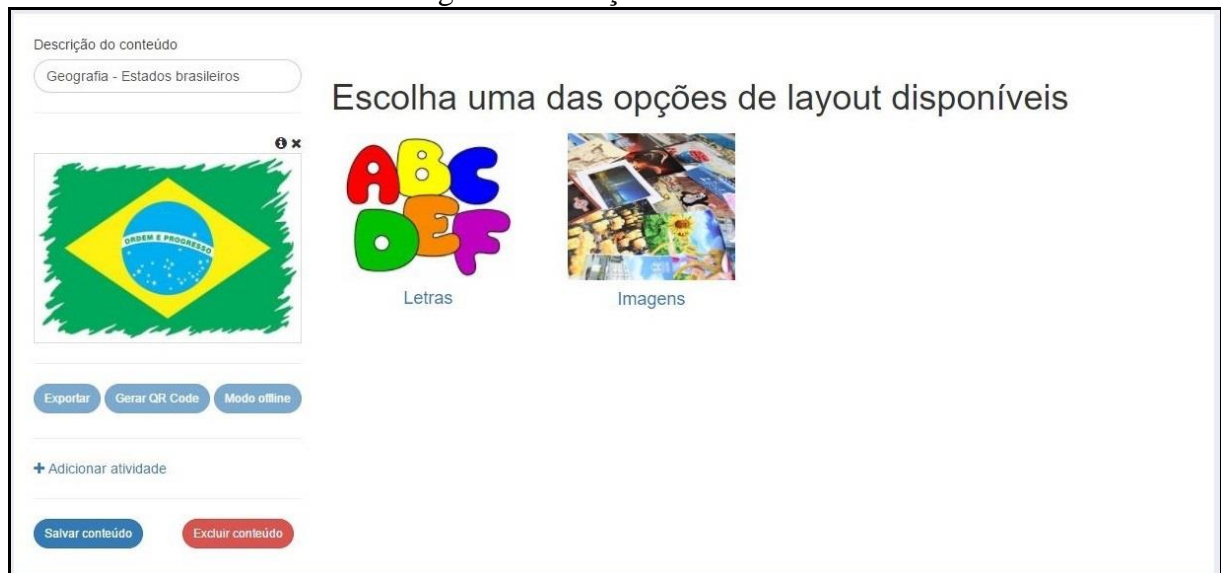 Descrição do conteúdo
Geografia - Estados brasileiros
Escolha uma das opções de layout disponíveis
ORDEM E PROGRESSO
ABC
DEF
Letras
Imagens
Exportar
Gerar QR Code
Modo offline
+ Adicionar atividade
Salvar conteúdo
Excluir conteúdo